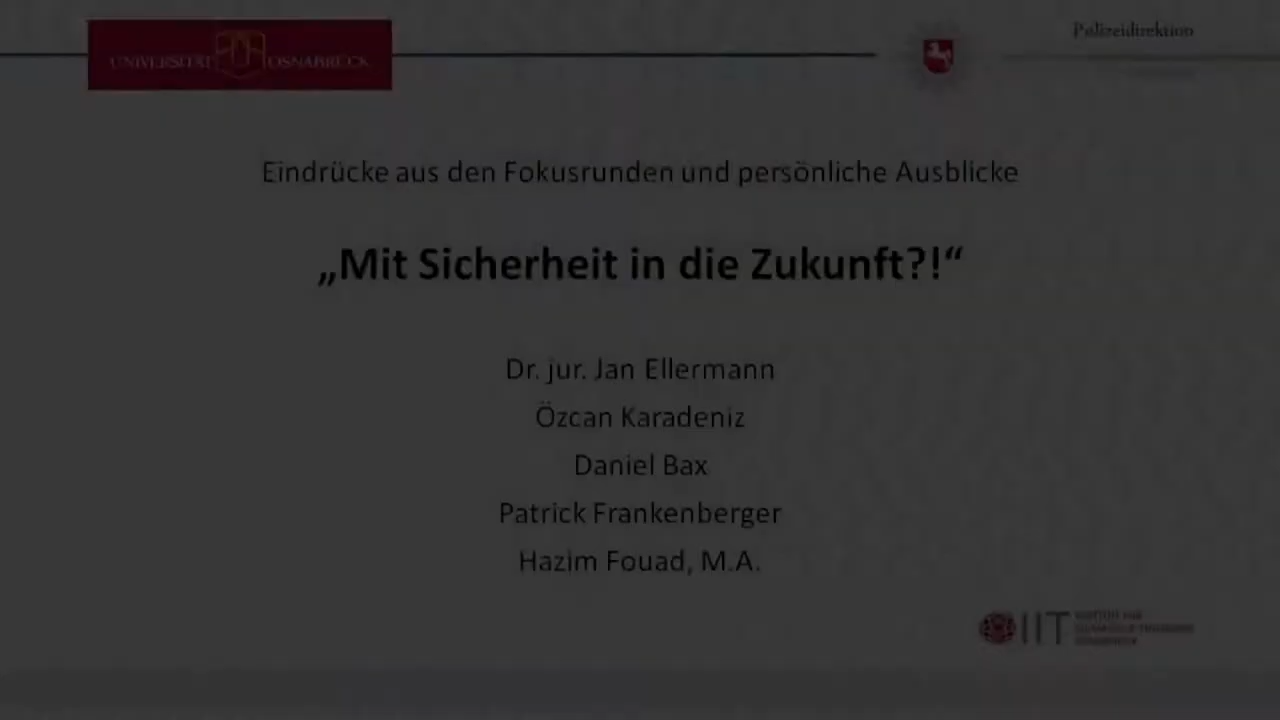 UNIVERSITÄT OSNABRÜCK
Polizeidirektion
Eindrücke aus den Fokusrunden und persönliche Ausblicke
„Mit Sicherheit in die Zukunft?!“
Dr. jur. Jan Ellermann
Özcan Karadeniz
Daniel Bax
Patrick Frankenberger
Hazim Fouad, M.A.
IIT